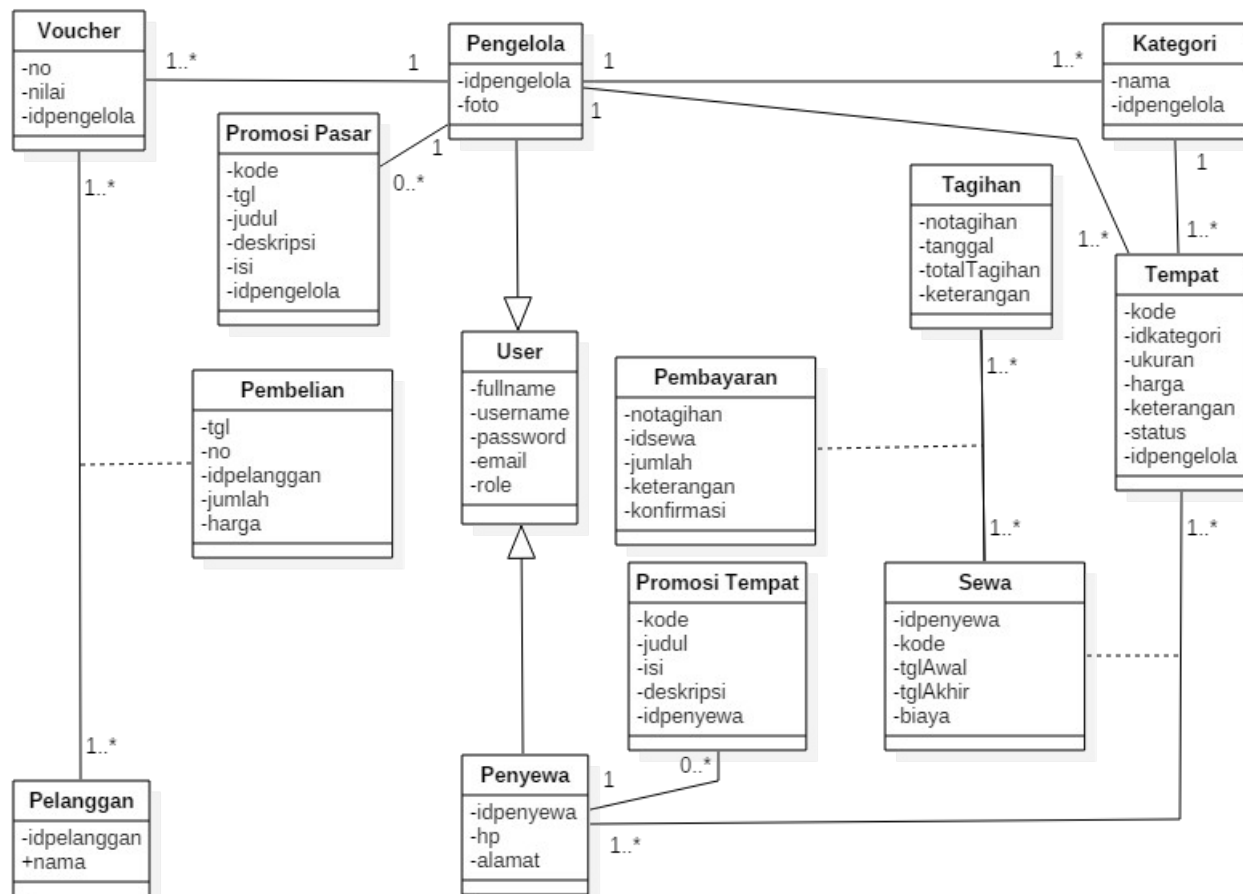 Voucher
-no
-nilai
-idpengelola
1..*
1
Pengelola
-idpengelola
-foto
1
1..*
Kategori
-nama
-idpengelola
1
Promosi Pasar
-kode
-tgl
-judul
-deskripsi
-isi
-idpengelola
1
0..*
1..*
Tagihan
-notagihan
-tanggal
-totalTagihan
-keterangan
1
1..*
1..*
Tempat
-kode
-idkategori
-ukuran
-harga
-keterangan
-status
-idpengelola
User
-fullname
-username
-password
-email
-role
Pembelian
-tgl
-no
-idpelanggan
-jumlah
-harga
Pembayaran
-notagihan
-idsewa
-jumlah
-keterangan
-konfirmasi
1..*
1..*
1..*
Promosi Tempat
-kode
-judul
-isi
-deskripsi
-idpenyewa
Sewa
-idpenyewa
-kode
-tglAwal
-tglAkhir
-biaya
1..*
Pelanggan
-idpelanggan
+nama
Penyewa
-idpenyewa
-hp
-alamat
1
0..*
1..*